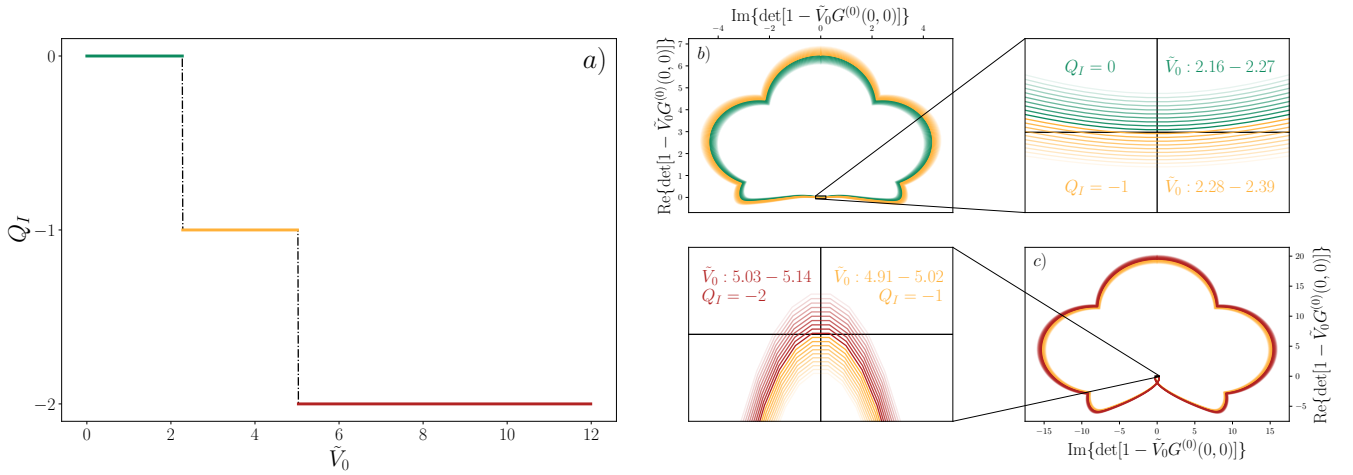 a)
0
−1
−2
Q_I
0
2
4
6
8
10
12
Ṽ_0
Im{det[1 − Ṽ_0G^(0)(0, 0)]}
−4
−2
0
2
4
b)
7
6
5
4
3
2
1
0
Re{det[1 − Ṽ_0G^(0)(0, 0)]}
Q_I = 0
Ṽ_0 : 2.16 − 2.27
Q_I = −1
Ṽ_0 : 2.28 − 2.39
Ṽ_0 : 5.03 − 5.14
Q_I = −2
Ṽ_0 : 4.91 − 5.02
Q_I = −1
c)
20
15
10
5
0
−5
Re{det[1 − Ṽ_0G^(0)(0, 0)]}
−15
−10
−5
0
5
10
15
Im{det[1 − Ṽ_0G^(0)(0, 0)]}